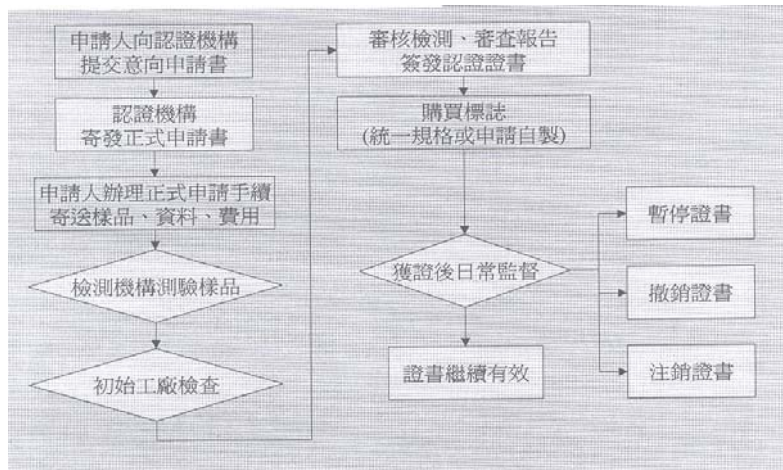 申請人向認證機構
提交意向申請書
認證機構
寄發正式申請書
申請人辦理正式申請手續
寄送樣品、資料、費用
檢測機構測驗樣品
初始工廠檢查
審核檢測、審查報告
簽發認證證書
購買標誌
(統一規格或申請自製)
獲證後日常監督
證書繼續有效
暫停證書
撤銷證書
注銷證書